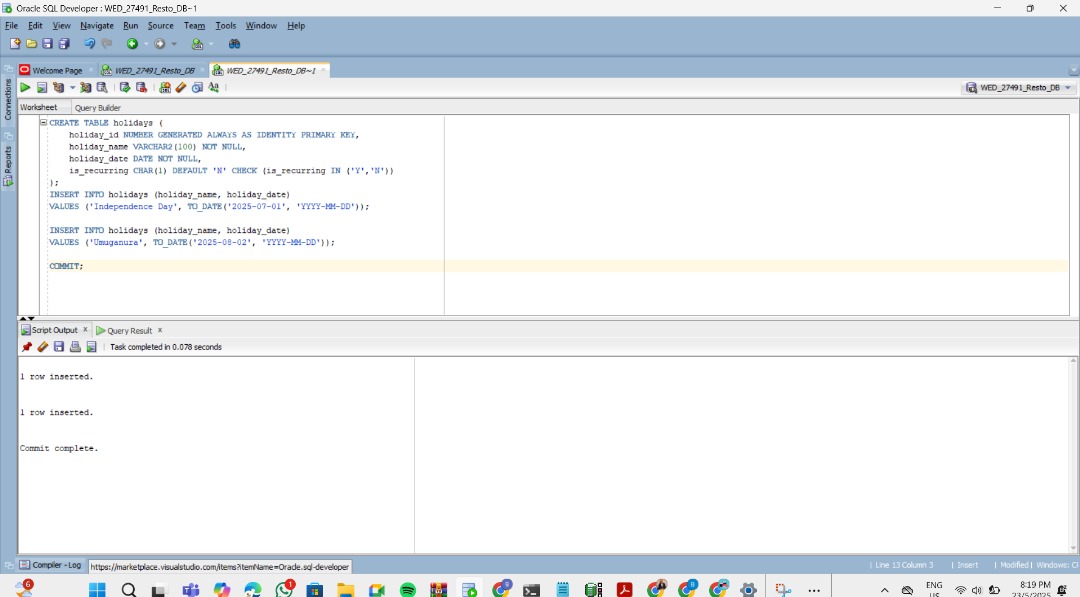 Oracle SQL Developer : WED_27491_Resto_DB~1
File Edit View Navigate Run Source Team Tools Window Help
Welcome Page WED_27491_Resto_DB WED_27491_Resto_DB~1
WED_27491_Resto_DB
Connections
Reports
Worksheet Query Builder
CREATE TABLE holidays (
holiday_id NUMBER GENERATED ALWAYS AS IDENTITY PRIMARY KEY,
holiday_name VARCHAR2(100) NOT NULL,
holiday_date DATE NOT NULL,
is_recurring CHAR(1) DEFAULT 'N' CHECK (is_recurring IN ('Y','N'))
);
INSERT INTO holidays (holiday_name, holiday_date)
VALUES ('Independence Day', TO_DATE('2025-07-01', 'YYYY-MM-DD'));
INSERT INTO holidays (holiday_name, holiday_date)
VALUES ('Umuganura', TO_DATE('2025-08-02', 'YYYY-MM-DD'));
COMMIT;
Script Output x Query Result x
Task completed in 0.078 seconds
1 row inserted.
1 row inserted.
Commit complete.
Compiler - Log https://marketplace.visualstudio.com/items?itemName=Oracle.sql-developer
Line 13 Column 3 Insert Modified Windows: C
6 1 9 8
ENG 8:19 PM
US 23/5/2025